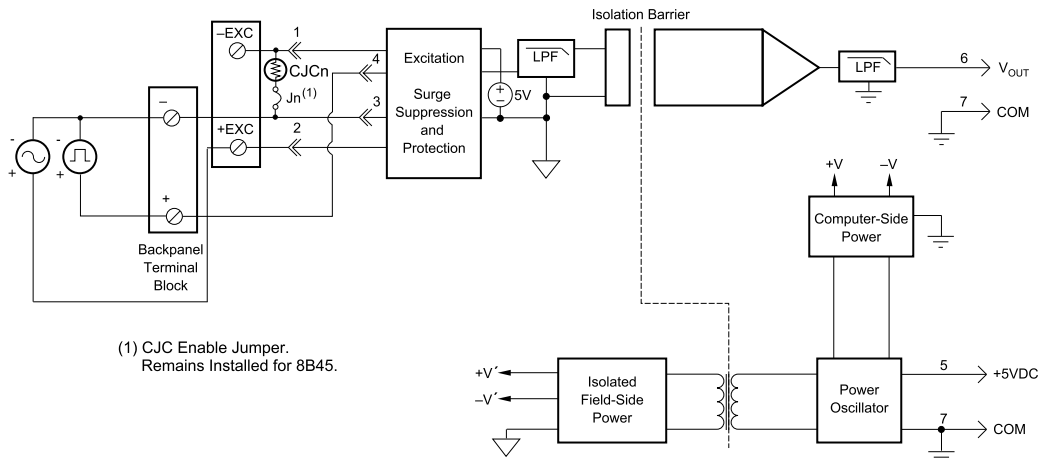 Isolation Barrier
–EXC
1
CJCn
Jn(1)
4
3
+EXC
2
Excitation
Surge
Suppression
and
Protection
+
–
5V
LPF
LPF
6
VOUT
7
COM
–
+
-
+
-
+
Backpanel
Terminal
Block
+V
–V
Computer-Side
Power
(1) CJC Enable Jumper.
Remains Installed for 8B45.
+V´
–V´
Isolated
Field-Side
Power
Power
Oscillator
5
+5VDC
7
COM